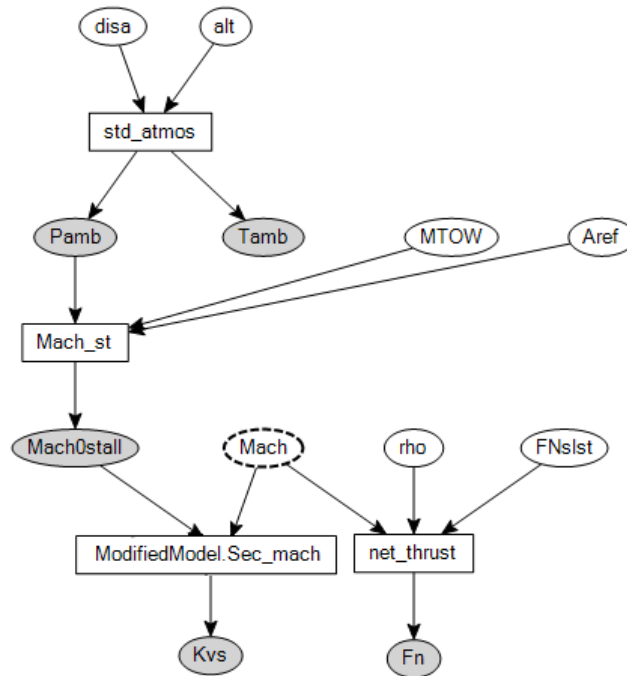 disa
alt
std_atmos
Pamb
Tamb
MTOW
Aref
Mach_st
Mach0stall
Mach
rho
FNslst
ModifiedModel.Sec_mach
net_thrust
Kvs
Fn